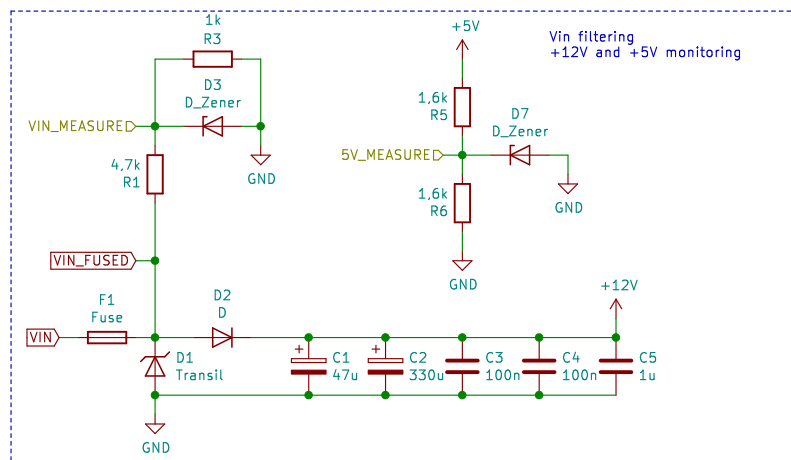 1k
R3
D3
D_Zener
VIN_MEASURE
4,7k
R1
GND
VIN_FUSED
F1
Fuse
VIN
D2
D
D1
Transil
GND
+5V
1,6k
R5
D7
D_Zener
5V_MEASURE
1,6k
R6
GND
GND
Vin filtering
+12V and +5V monitoring
+12V
+
C1
47u
+
C2
330u
C3
100n
C4
100n
C5
1u